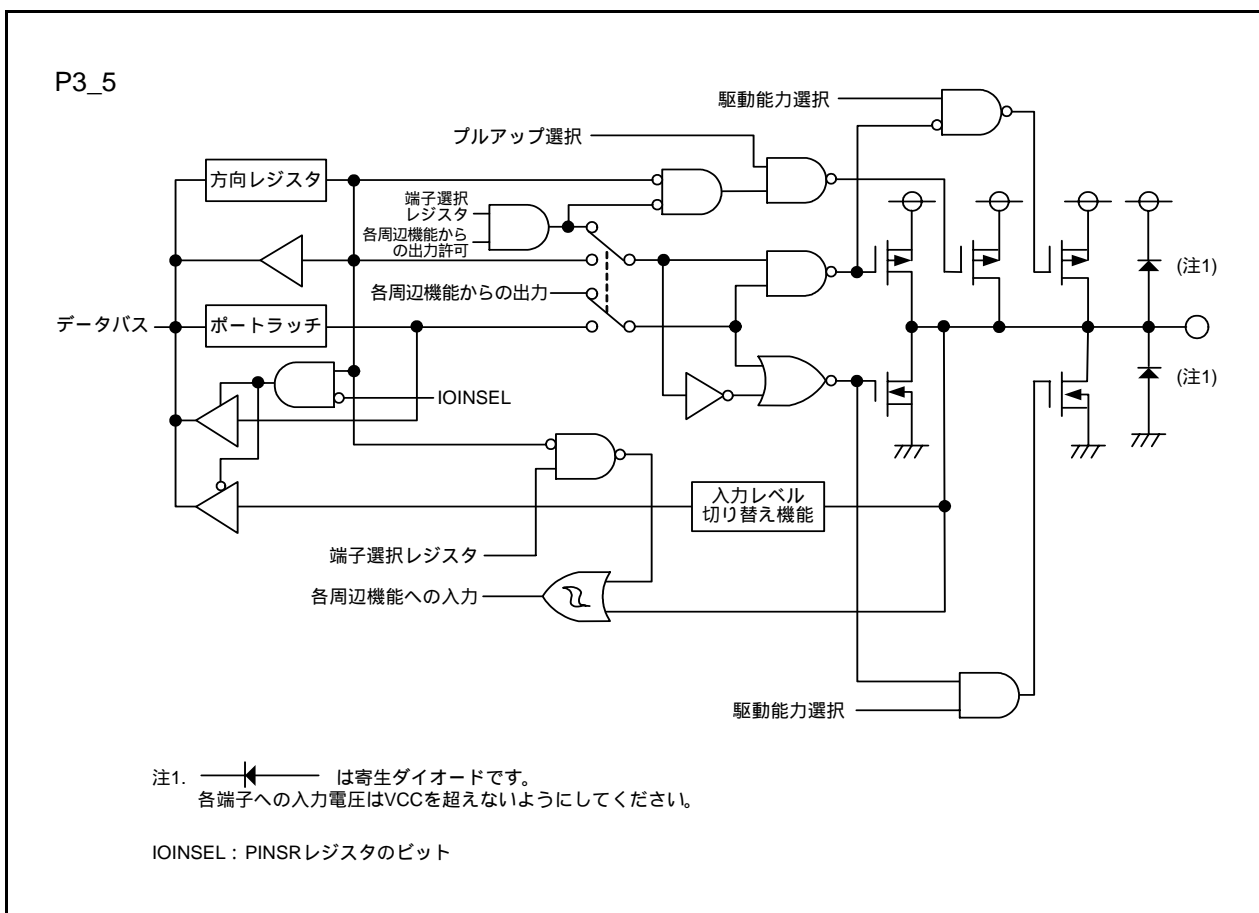 P3_5
駆動能力選択
プルアップ選択
方向レジスタ
端子選択
レジスタ
各周辺機能から
の出力許可
(注1)
各周辺機能からの出力
データバス
ポートラッチ
(注1)
IOINSEL
入力レベル
切り替え機能
端子選択レジスタ
各周辺機能への入力
駆動能力選択
注1. は寄生ダイオードです。
各端子への入力電圧はVCCを超えないようにしてください。
IOINSEL : PINSRレジスタのビット